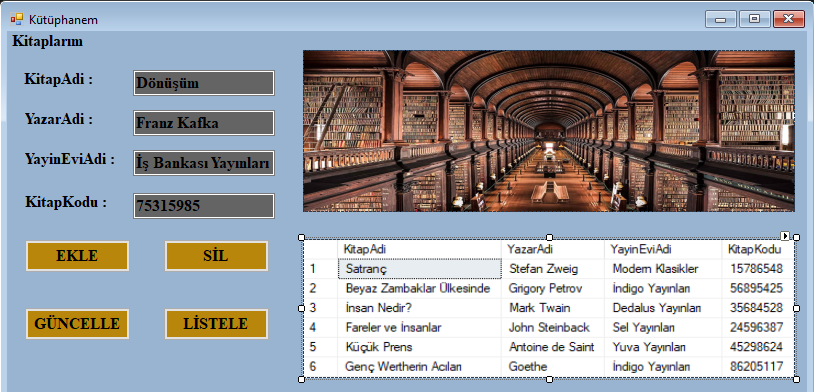 Kütüphanem
Kitaplarım
KitapAdi : Dönüşüm
YazarAdi : Franz Kafka
YayinEviAdi : İş Bankası Yayınları
KitapKodu : 75315985
EKLE SİL
GÜNCELLE LİSTELE
KitapAdi YazarAdi YayinEviAdi KitapKodu
1 Satranç Stefan Zweig Modern Klasikler 15786548
2 Beyaz Zambaklar Ülkesinde Grigory Petrov İndigo Yayınları 56895425
3 İnsan Nedir? Mark Twain Dedalus Yayınları 35684528
4 Fareler ve İnsanlar John Steinback Sel Yayınları 24596387
5 Küçük Prens Antoine de Saint Yuva Yayınları 45298624
6 Genç Wertherin Acıları Goethe İndigo Yayınları 86205117